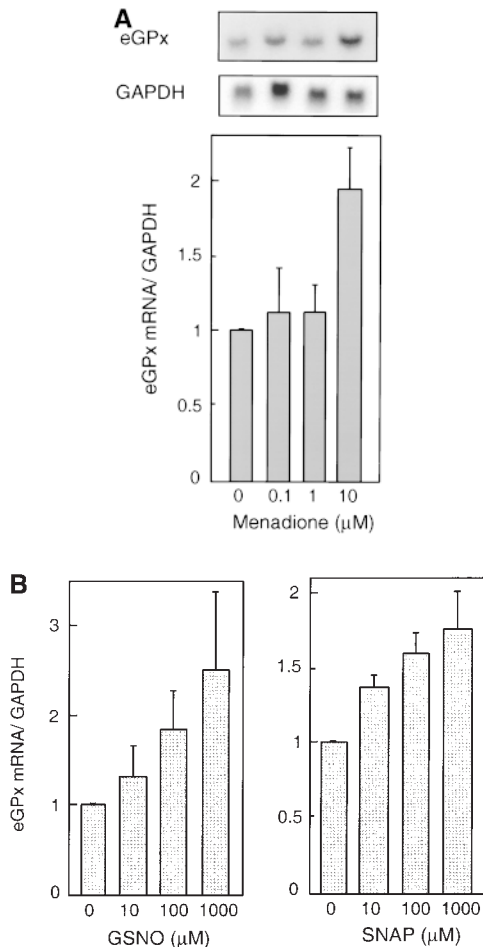 A
eGPx
GAPDH
eGPx mRNA/ GAPDH
2
1.5
1
0.5
0
0 0.1 1 10
Menadione (μM)
B
eGPx mRNA/ GAPDH
3
2
1
0
0 10 100 1000
GSNO (μM)
2
1.5
1
0.5
0
0 10 100 1000
SNAP (μM)